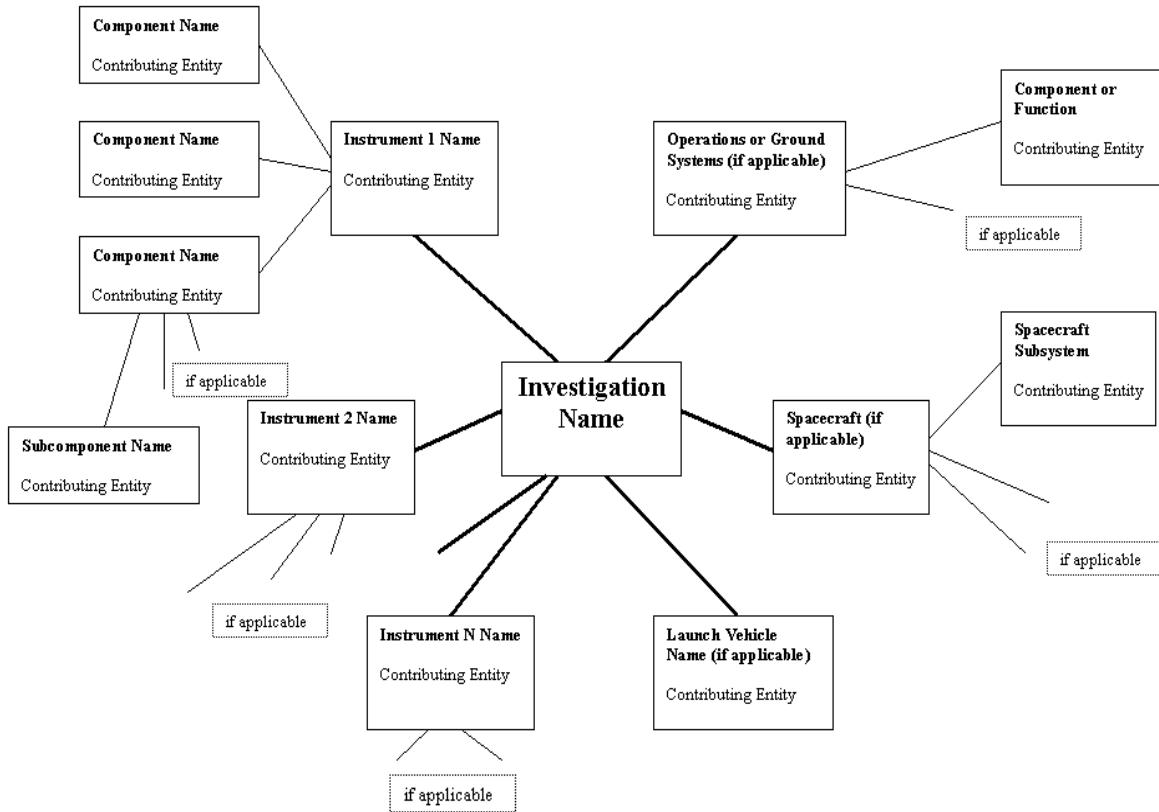 Component Name
Contributing Entity
Component Name
Contributing Entity
Component Name
Contributing Entity
if applicable
Subcomponent Name
Contributing Entity
Instrument 1 Name
Contributing Entity
Operations or Ground
Systems (if applicable)
Contributing Entity
Component or
Function
Contributing Entity
if applicable
Investigation
Name
Instrument 2 Name
Contributing Entity
if applicable
Spacecraft (if
applicable)
Contributing Entity
Spacecraft
Subsystem
Contributing Entity
if applicable
Instrument N Name
Contributing Entity
if applicable
Launch Vehicle
Name (if applicable)
Contributing Entity